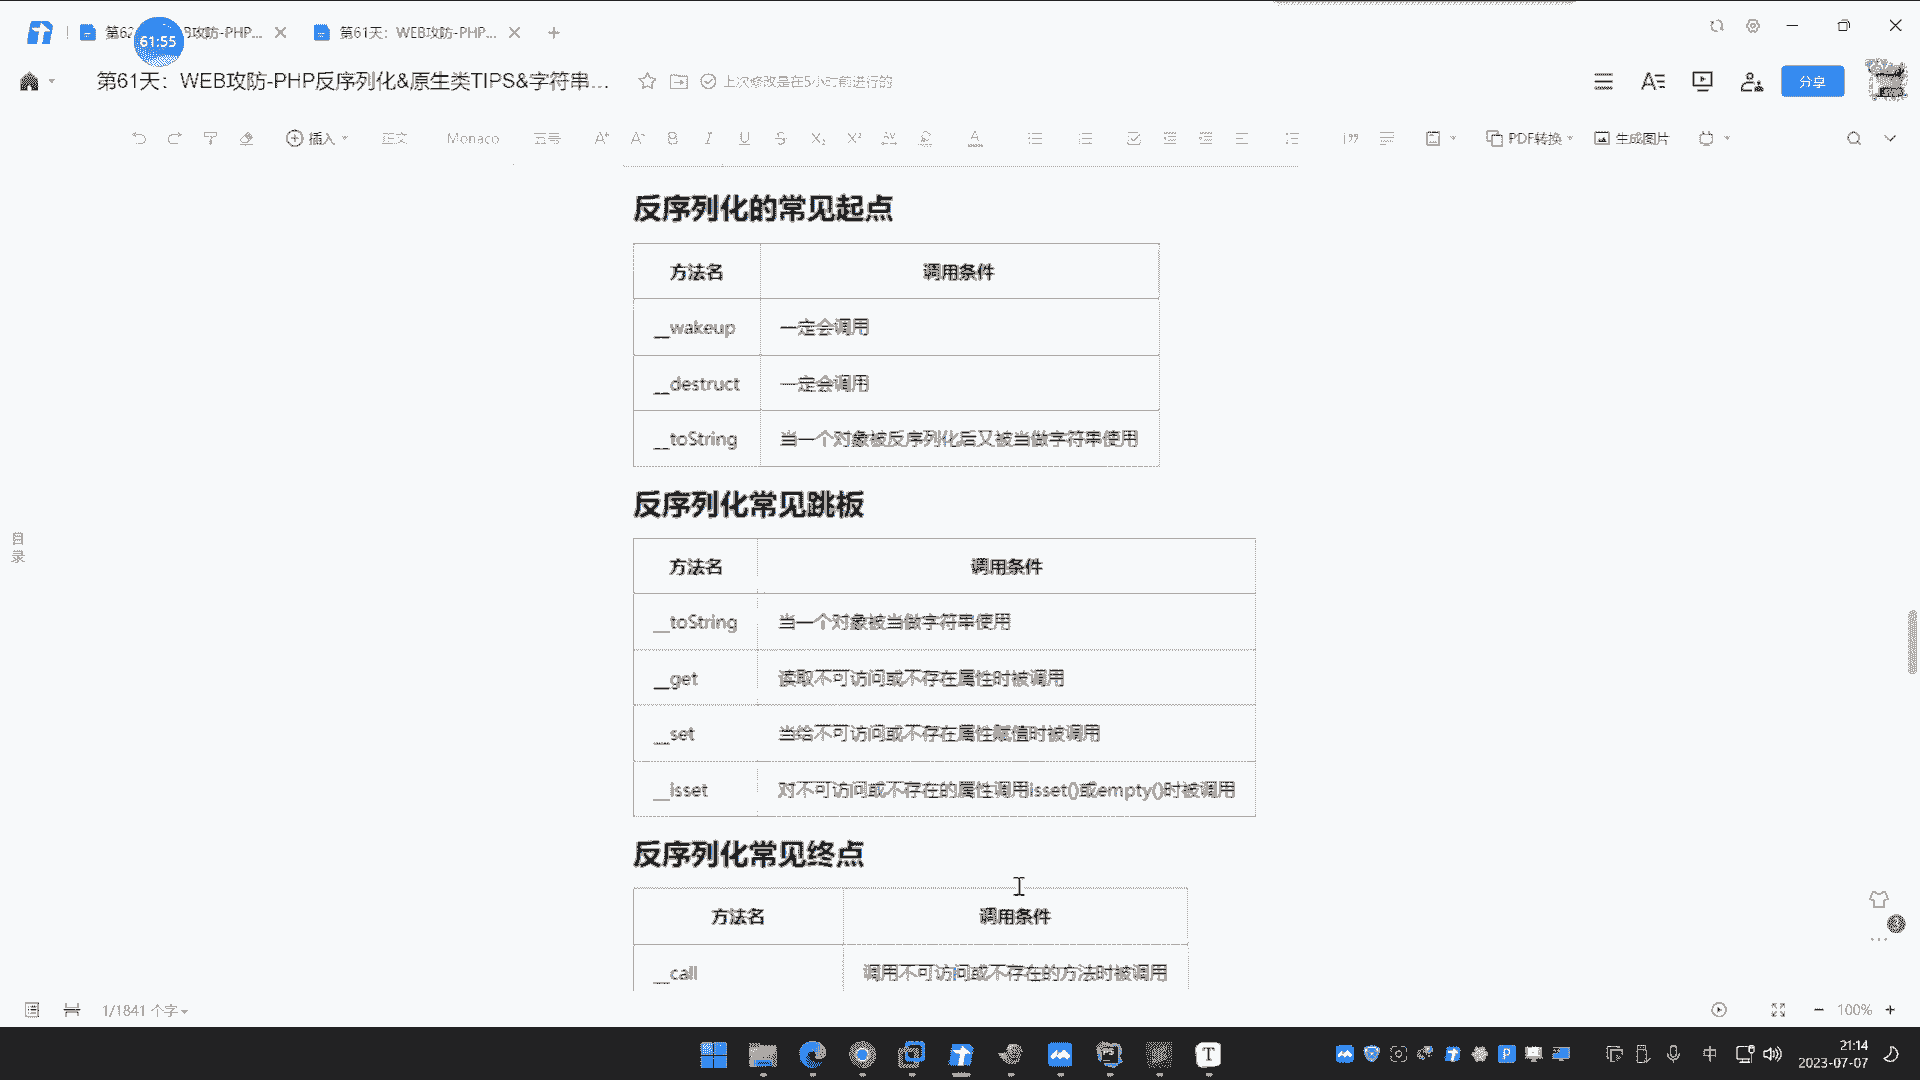 第62
B攻防-PHP...
61:55
第61天：WEB攻防-PHP...
第61天：WEB攻防-PHP反序列化&原生类TIPS&字符串...
上次修改是在5小时前进行的
分享
插入
正文
Monaco
五号
PDF转换
生成图片
反序列化的常见起点
方法名 调用条件
__wakeup 一定会调用
__destruct 一定会调用
__toString 当一个对象被反序列化后又被当做字符串使用
反序列化常见跳板
方法名 调用条件
__toString 当一个对象被当做字符串使用
__get 读取不可访问或不存在属性时被调用
__set 当给不可访问或不存在属性赋值时被调用
__isset 对不可访问或不存在的属性调用isset()或empty()时被调用
反序列化常见终点
方法名 调用条件
__call 调用不可访问或不存在的方法时被调用
目录
1/1841 个字
100%
中
21:14
2023-07-07